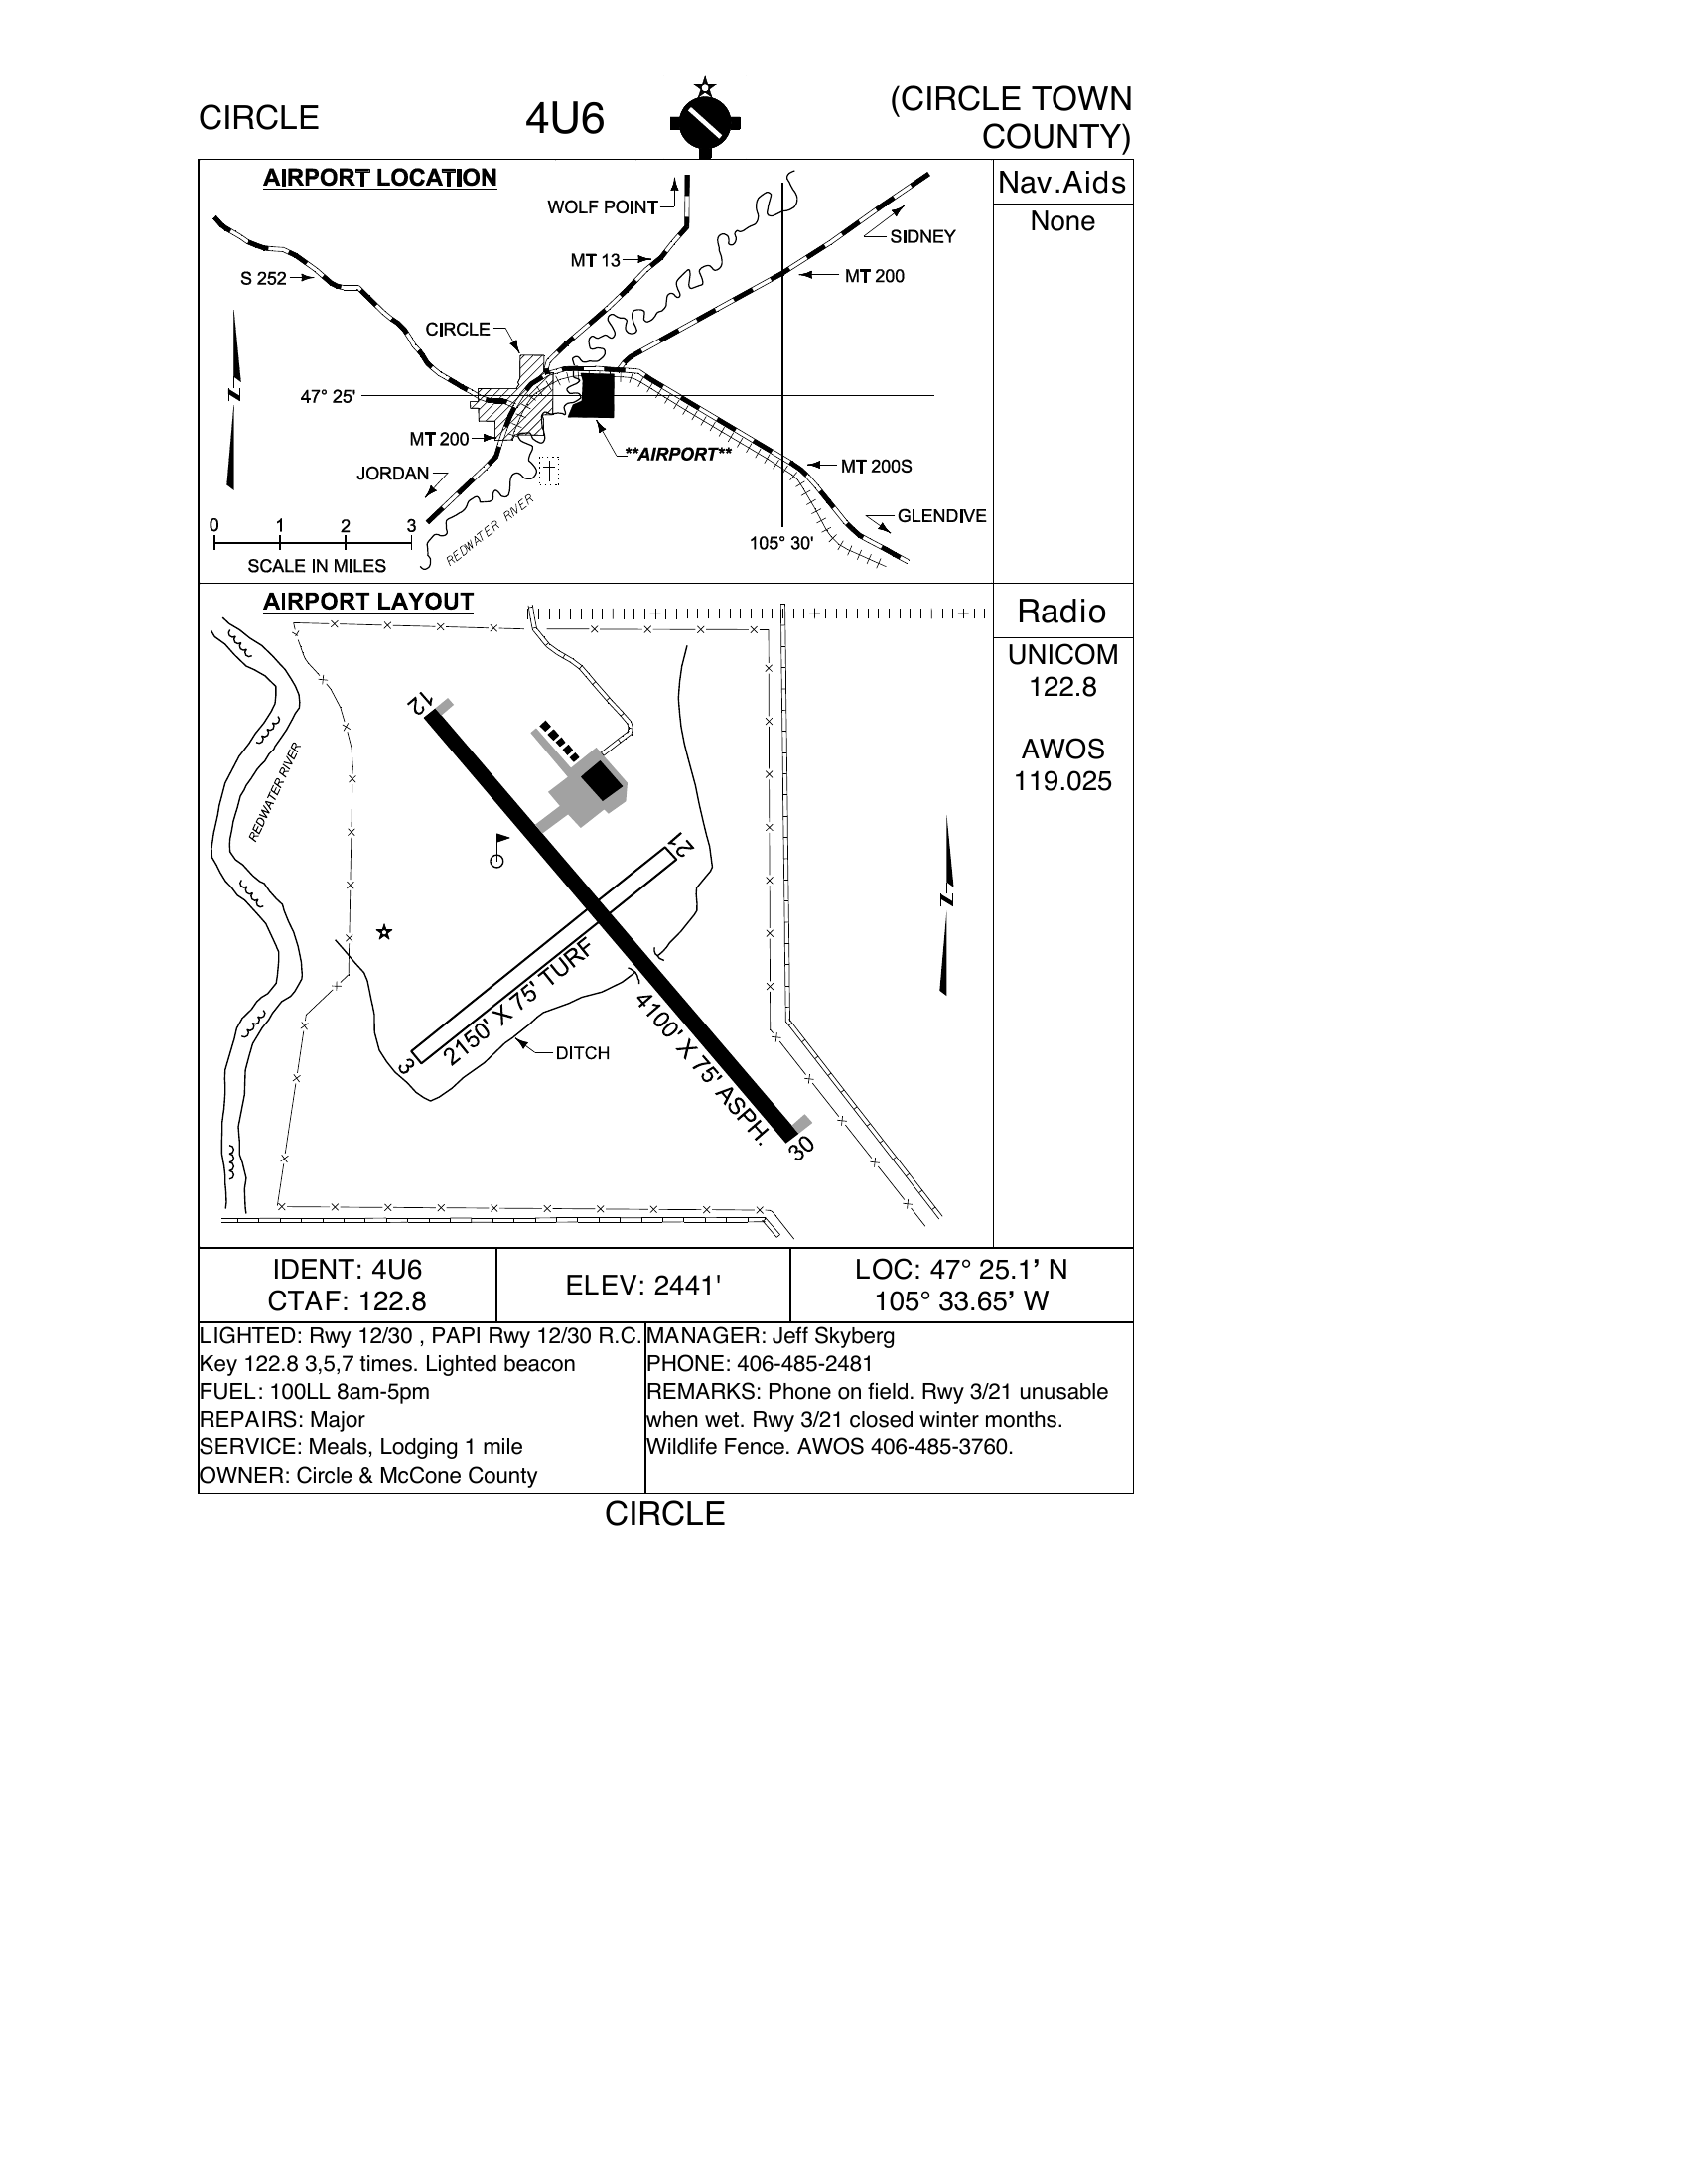 CIRCLE
4U6
(CIRCLE TOWN
COUNTY)
AIRPORT LOCATION
Nav.Aids
None
WOLF POINT
SIDNEY
MT 13
MT 200
S 252
CIRCLE
N
47° 25'
MT 200
**AIRPORT**
JORDAN
MT 200S
REDWATER RIVER
GLENDIVE
0 1 2 3
SCALE IN MILES
105° 30'
AIRPORT LAYOUT
Radio
UNICOM
122.8
AWOS
119.025
12
REDWATER RIVER
21
N
2150' X 75' TURF
4100' X 75' ASPH.
3
DITCH
30
IDENT: 4U6
CTAF: 122.8
ELEV: 2441'
LOC: 47° 25.1’ N
105° 33.65’ W
LIGHTED: Rwy 12/30 , PAPI Rwy 12/30 R.C.
Key 122.8 3,5,7 times. Lighted beacon
FUEL: 100LL 8am-5pm
REPAIRS: Major
SERVICE: Meals, Lodging 1 mile
OWNER: Circle & McCone County
MANAGER: Jeff Skyberg
PHONE: 406-485-2481
REMARKS: Phone on field. Rwy 3/21 unusable
when wet. Rwy 3/21 closed winter months.
Wildlife Fence. AWOS 406-485-3760.
CIRCLE